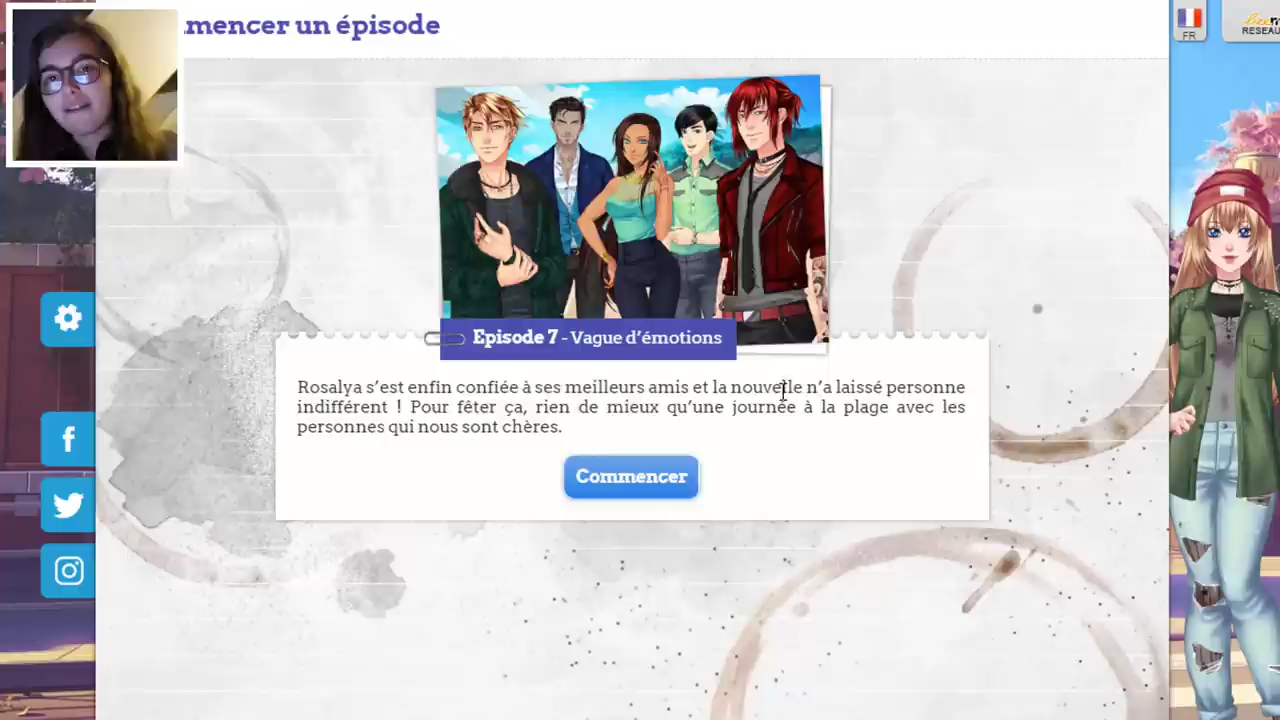 mencer un épisode
FR
RESEAU
Episode 7 - Vague d'émotions
Rosalya s'est enfin confiée à ses meilleurs amis et la nouvelle n'a laissé personne
indifférent ! Pour fêter ça, rien de mieux qu'une journée à la plage avec les
personnes qui nous sont chères.
Commencer